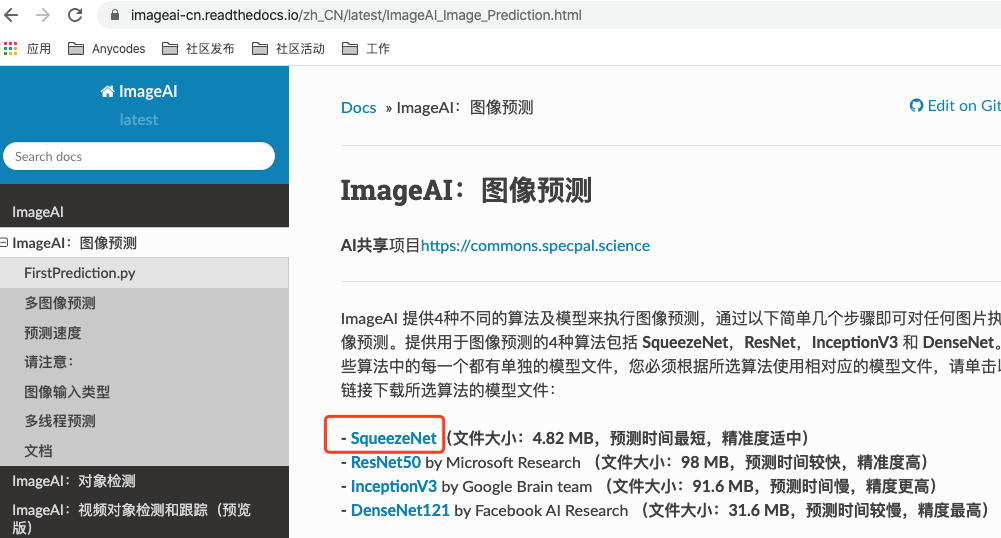 imageai-cn.readthedocs.io/zh_CN/latest/ImageAI_Image_Prediction.html
应用 Anycodes 社区发布 社区活动 工作
ImageAI
latest
Search docs
ImageAI
ImageAI：图像预测
FirstPrediction.py
多图像预测
预测速度
请注意：
图像输入类型
多线程预测
文档
ImageAI：对象检测
ImageAI：视频对象检测和跟踪（预览
版）
Docs » ImageAI：图像预测
Edit on Git
ImageAI：图像预测
AI共享项目https://commons.specpal.science
ImageAI 提供4种不同的算法及模型来执行图像预测，通过以下简单几个步骤即可对任何图片执
像预测。提供用于图像预测的4种算法包括 SqueezeNet，ResNet，InceptionV3 和 DenseNet。
些算法中的每一个都有单独的模型文件，您必须根据所选算法使用相对应的模型文件，请单击以
链接下载所选算法的模型文件：
- SqueezeNet（文件大小：4.82 MB，预测时间最短，精准度适中）
- ResNet50 by Microsoft Research （文件大小：98 MB，预测时间较快，精准度高）
- InceptionV3 by Google Brain team （文件大小：91.6 MB，预测时间慢，精度更高）
- DenseNet121 by Facebook AI Research （文件大小：31.6 MB，预测时间较慢，精度最高）